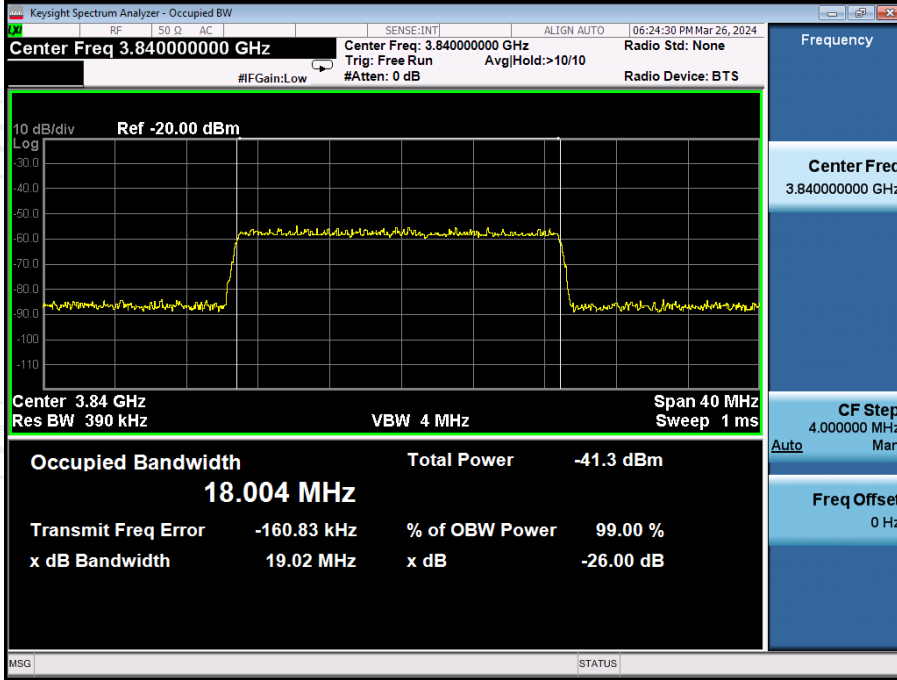 Keysight Spectrum Analyzer - Occupied BW
LXI RF 50 Ω AC SENSE:INT ALIGN AUTO 06:24:30 PM Mar 26, 2024
Center Freq 3.840000000 GHz
Center Freq: 3.840000000 GHz Radio Std: None
Trig: Free Run Avg|Hold:>10/10
#IFGain:Low #Atten: 0 dB Radio Device: BTS
10 dB/div Ref -20.00 dBm
Log
-30.0
-40.0
-50.0
-60.0
-70.0
-80.0
-90.0
-100
-110
Center 3.84 GHz Span 40 MHz
Res BW 390 kHz VBW 4 MHz Sweep 1 ms
Occupied Bandwidth Total Power -41.3 dBm
18.004 MHz
Transmit Freq Error -160.83 kHz % of OBW Power 99.00 %
x dB Bandwidth 19.02 MHz x dB -26.00 dB
MSG STATUS
Frequency
Center Freq
3.840000000 GHz
CF Step
4.000000 MHz
Auto Man
Freq Offset
0 Hz